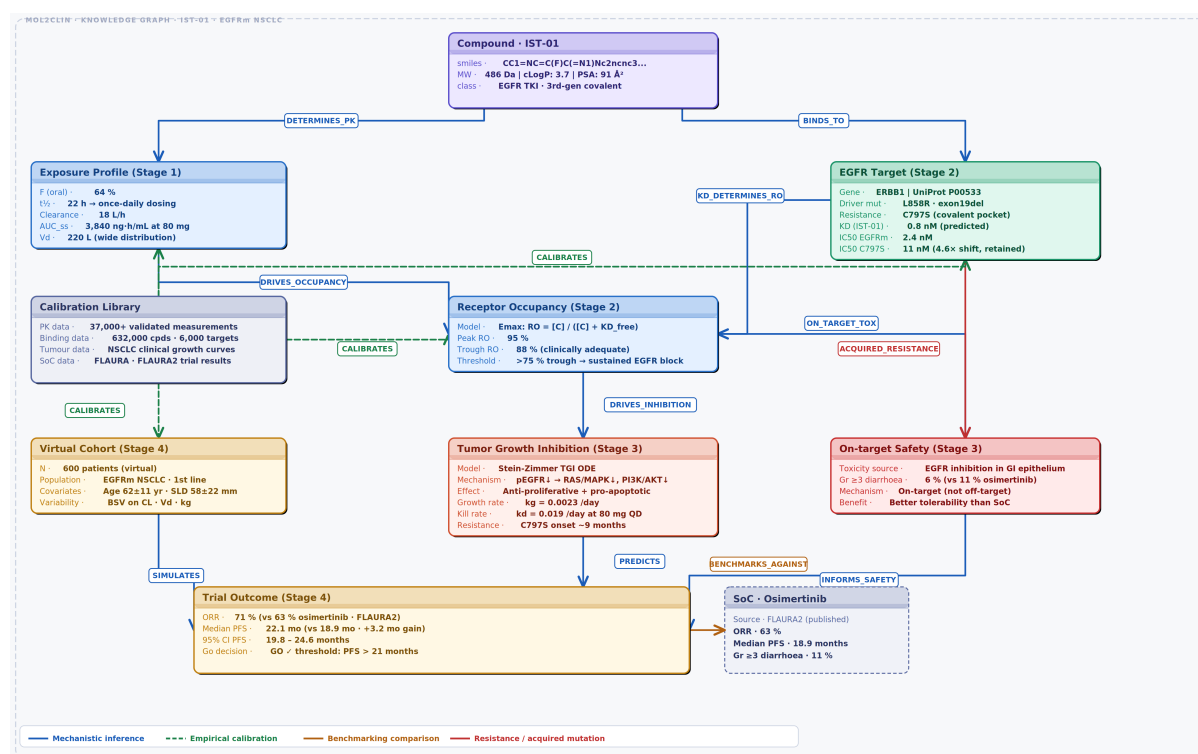 MOL2CLIN · KNOWLEDGE GRAPH · IST-01 · EGFRm NSCLC
Compound · IST-01
smiles · CC1=NC=C(F)C(=N1)Nc2ncnc3...
MW · 486 Da | cLogP: 3.7 | PSA: 91 Å²
class · EGFR TKI · 3rd-gen covalent
DETERMINES_PK
BINDS_TO
Exposure Profile (Stage 1)
F (oral) · 64 %
t½ · 22 h → once-daily dosing
Clearance · 18 L/h
AUC_ss · 3,840 ng·h/mL at 80 mg
Vd · 220 L (wide distribution)
KD_DETERMINES_RO
EGFR Target (Stage 2)
Gene · ERBB1 | UniProt P00533
Driver mut · L858R · exon19del
Resistance · C797S (covalent pocket)
KD (IST-01) · 0.8 nM (predicted)
IC50 EGFRm · 2.4 nM
IC50 C797S · 11 nM (4.6× shift, retained)
CALIBRATES
DRIVES_OCCUPANCY
Calibration Library
PK data · 37,000+ validated measurements
Binding data · 632,000 cpds · 6,000 targets
Tumour data · NSCLC clinical growth curves
SoC data · FLAURA · FLAURA2 trial results
CALIBRATES
Receptor Occupancy (Stage 2)
Model · Emax: RO = [C] / ([C] + KD_free)
Peak RO · 95 %
Trough RO · 88 % (clinically adequate)
Threshold · >75 % trough → sustained EGFR block
ON_TARGET_TOX
ACQUIRED_RESISTANCE
CALIBRATES
DRIVES_INHIBITION
Virtual Cohort (Stage 4)
N · 600 patients (virtual)
Population · EGFRm NSCLC · 1st line
Covariates · Age 62±11 yr · SLD 58±22 mm
Variability · BSV on CL · Vd · kg
Tumor Growth Inhibition (Stage 3)
Model · Stein-Zimmer TGI ODE
Mechanism · pEGFR↓ → RAS/MAPK↓, PI3K/AKT↓
Effect · Anti-proliferative + pro-apoptotic
Growth rate · kg = 0.0023 /day
Kill rate · kd = 0.019 /day at 80 mg QD
Resistance · C797S onset ~9 months
On-target Safety (Stage 3)
Toxicity source · EGFR inhibition in GI epithelium
Gr ≥3 diarrhoea · 6 % (vs 11 % osimertinib)
Mechanism · On-target (not off-target)
Benefit · Better tolerability than SoC
SIMULATES
PREDICTS
BENCHMARKS_AGAINST
INFORMS_SAFETY
Trial Outcome (Stage 4)
ORR · 71 % (vs 63 % osimertinib · FLAURA2)
Median PFS · 22.1 mo (vs 18.9 mo · +3.2 mo gain)
95% CI PFS · 19.8 – 24.6 months
Go decision · GO ✓ threshold: PFS > 21 months
SoC · Osimertinib
Source · FLAURA2 (published)
ORR · 63 %
Median PFS · 18.9 months
Gr ≥3 diarrhoea · 11 %
Mechanistic inference
Empirical calibration
Benchmarking comparison
Resistance / acquired mutation